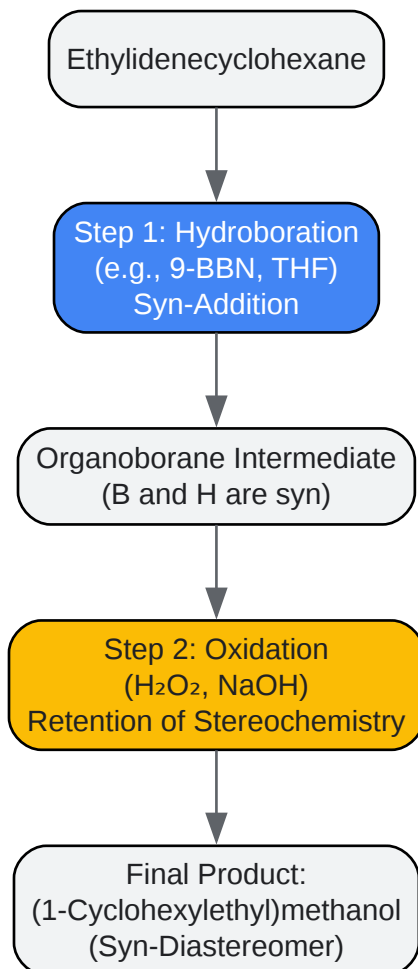 Ethylidenecyclohexane
Step 1: Hydroboration
(e.g., 9-BBN, THF)
Syn-Addition
Organoborane Intermediate
(B and H are syn)
Step 2: Oxidation
(H₂O₂, NaOH)
Retention of Stereochemistry
Final Product:
(1-Cyclohexylethyl)methanol
(Syn-Diastereomer)